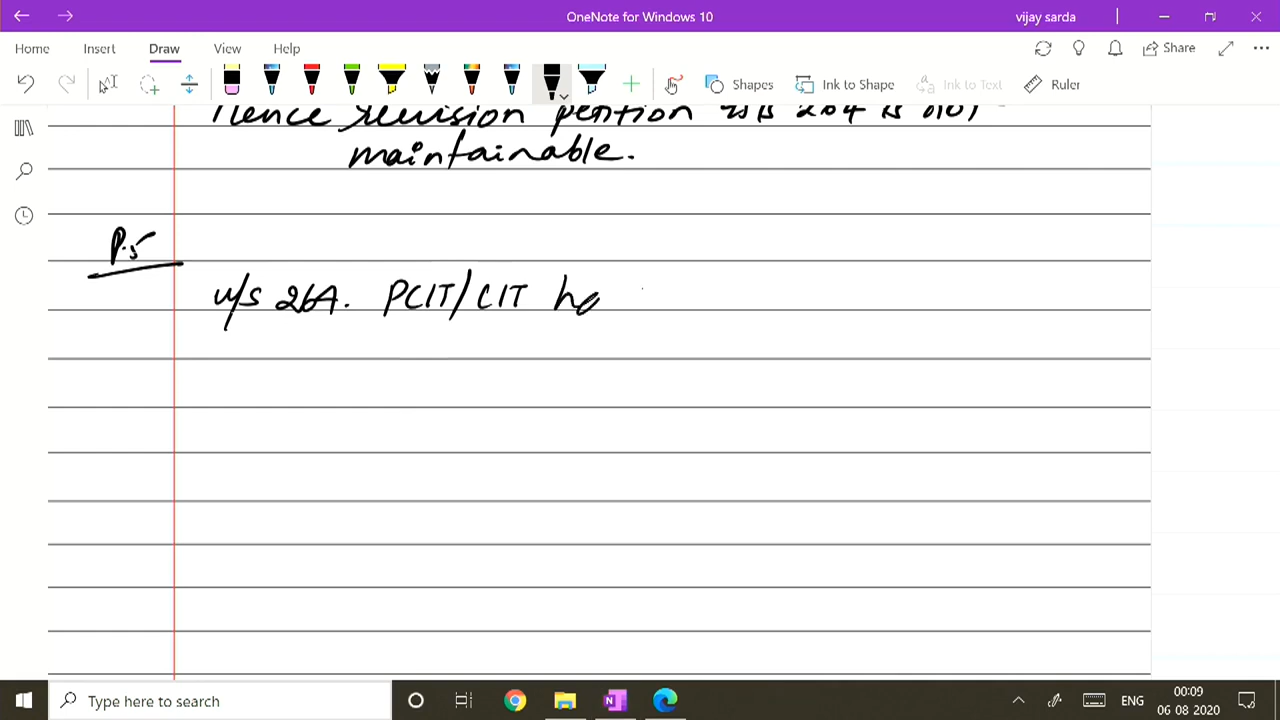 OneNote for Windows 10
vijay sarda
Home Insert Draw View Help
Share
Shapes Ink to Shape Ink to Text Ruler
Hence revision petition u/s 264 is not
maintainable.
P.5
u/s 264. PCIT/CIT ha
Type here to search
ENG
00:09
06-08-2020